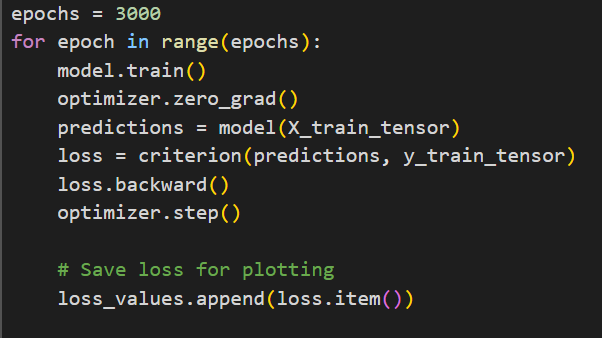 epochs = 3000
for epoch in range(epochs):
    model.train()
    optimizer.zero_grad()
    predictions = model(X_train_tensor)
    loss = criterion(predictions, y_train_tensor)
    loss.backward()
    optimizer.step()

    # Save loss for plotting
    loss_values.append(loss.item())